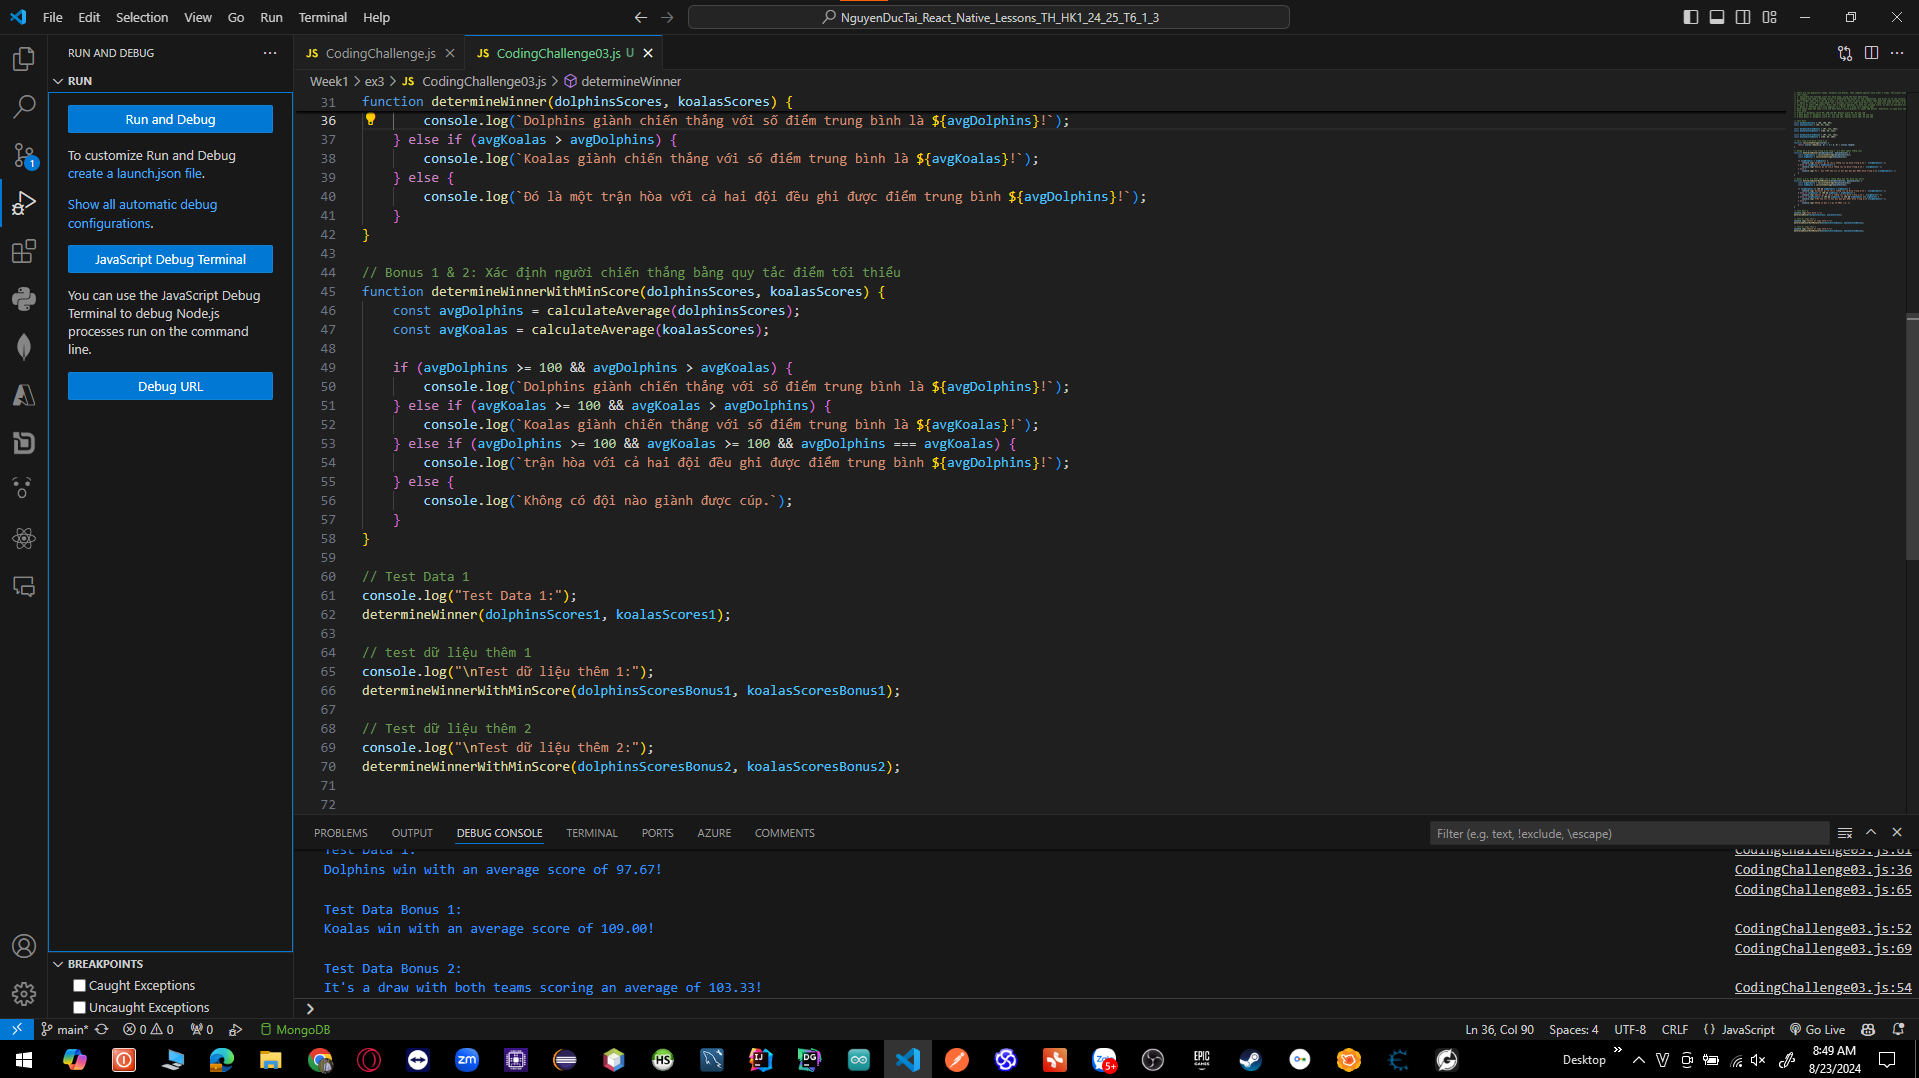 File Edit Selection View Go Run Terminal Help
NguyenDucTai_React_Native_Lessons_TH_HK1_24_25_T6_1_3
RUN AND DEBUG
RUN
Run and Debug
To customize Run and Debug
create a launch.json file.
Show all automatic debug
configurations.
JavaScript Debug Terminal
You can use the JavaScript Debug
Terminal to debug Node.js
processes run on the command
line.
Debug URL
BREAKPOINTS
Caught Exceptions
Uncaught Exceptions
JS CodingChallenge.js
JS CodingChallenge03.js U
Week1 > ex3 > JS CodingChallenge03.js > determineWinner
31 function determineWinner(dolphinsScores, koalasScores) {
36 console.log(`Dolphins giành chiến thắng với số điểm trung bình là ${avgDolphins}!`);
37 } else if (avgKoalas > avgDolphins) {
38 console.log(`Koalas giành chiến thắng với số điểm trung bình là ${avgKoalas}!`);
39 } else {
40 console.log(`Đó là một trận hòa với cả hai đội đều ghi được điểm trung bình ${avgDolphins}!`);
41 }
42 }
43
44 // Bonus 1 & 2: Xác định người chiến thắng bằng quy tắc điểm tối thiểu
45 function determineWinnerWithMinScore(dolphinsScores, koalasScores) {
46 const avgDolphins = calculateAverage(dolphinsScores);
47 const avgKoalas = calculateAverage(koalasScores);
48
49 if (avgDolphins >= 100 && avgDolphins > avgKoalas) {
50 console.log(`Dolphins giành chiến thắng với số điểm trung bình là ${avgDolphins}!`);
51 } else if (avgKoalas >= 100 && avgKoalas > avgDolphins) {
52 console.log(`Koalas giành chiến thắng với số điểm trung bình là ${avgKoalas}!`);
53 } else if (avgDolphins >= 100 && avgKoalas >= 100 && avgDolphins === avgKoalas) {
54 console.log(`trận hòa với cả hai đội đều ghi được điểm trung bình ${avgDolphins}!`);
55 } else {
56 console.log(`Không có đội nào giành được cúp.`);
57 }
58 }
59
60 // Test Data 1
61 console.log("Test Data 1:");
62 determineWinner(dolphinsScores1, koalasScores1);
63
64 // test dữ liệu thêm 1
65 console.log("\nTest dữ liệu thêm 1:");
66 determineWinnerWithMinScore(dolphinsScoresBonus1, koalasScoresBonus1);
67
68 // Test dữ liệu thêm 2
69 console.log("\nTest dữ liệu thêm 2:");
70 determineWinnerWithMinScore(dolphinsScoresBonus2, koalasScoresBonus2);
71
72
PROBLEMS OUTPUT DEBUG CONSOLE TERMINAL PORTS AZURE COMMENTS
Filter (e.g. text, !exclude, \escape)
Test Data 1: CodingChallenge03.js:61
Dolphins win with an average score of 97.67! CodingChallenge03.js:36
CodingChallenge03.js:65
Test Data Bonus 1:
Koalas win with an average score of 109.00! CodingChallenge03.js:52
CodingChallenge03.js:69
Test Data Bonus 2:
It's a draw with both teams scoring an average of 103.33! CodingChallenge03.js:54
main* 0 0 0 MongoDB
Ln 36, Col 90 Spaces: 4 UTF-8 CRLF {} JavaScript Go Live
Desktop
8:49 AM
8/23/2024